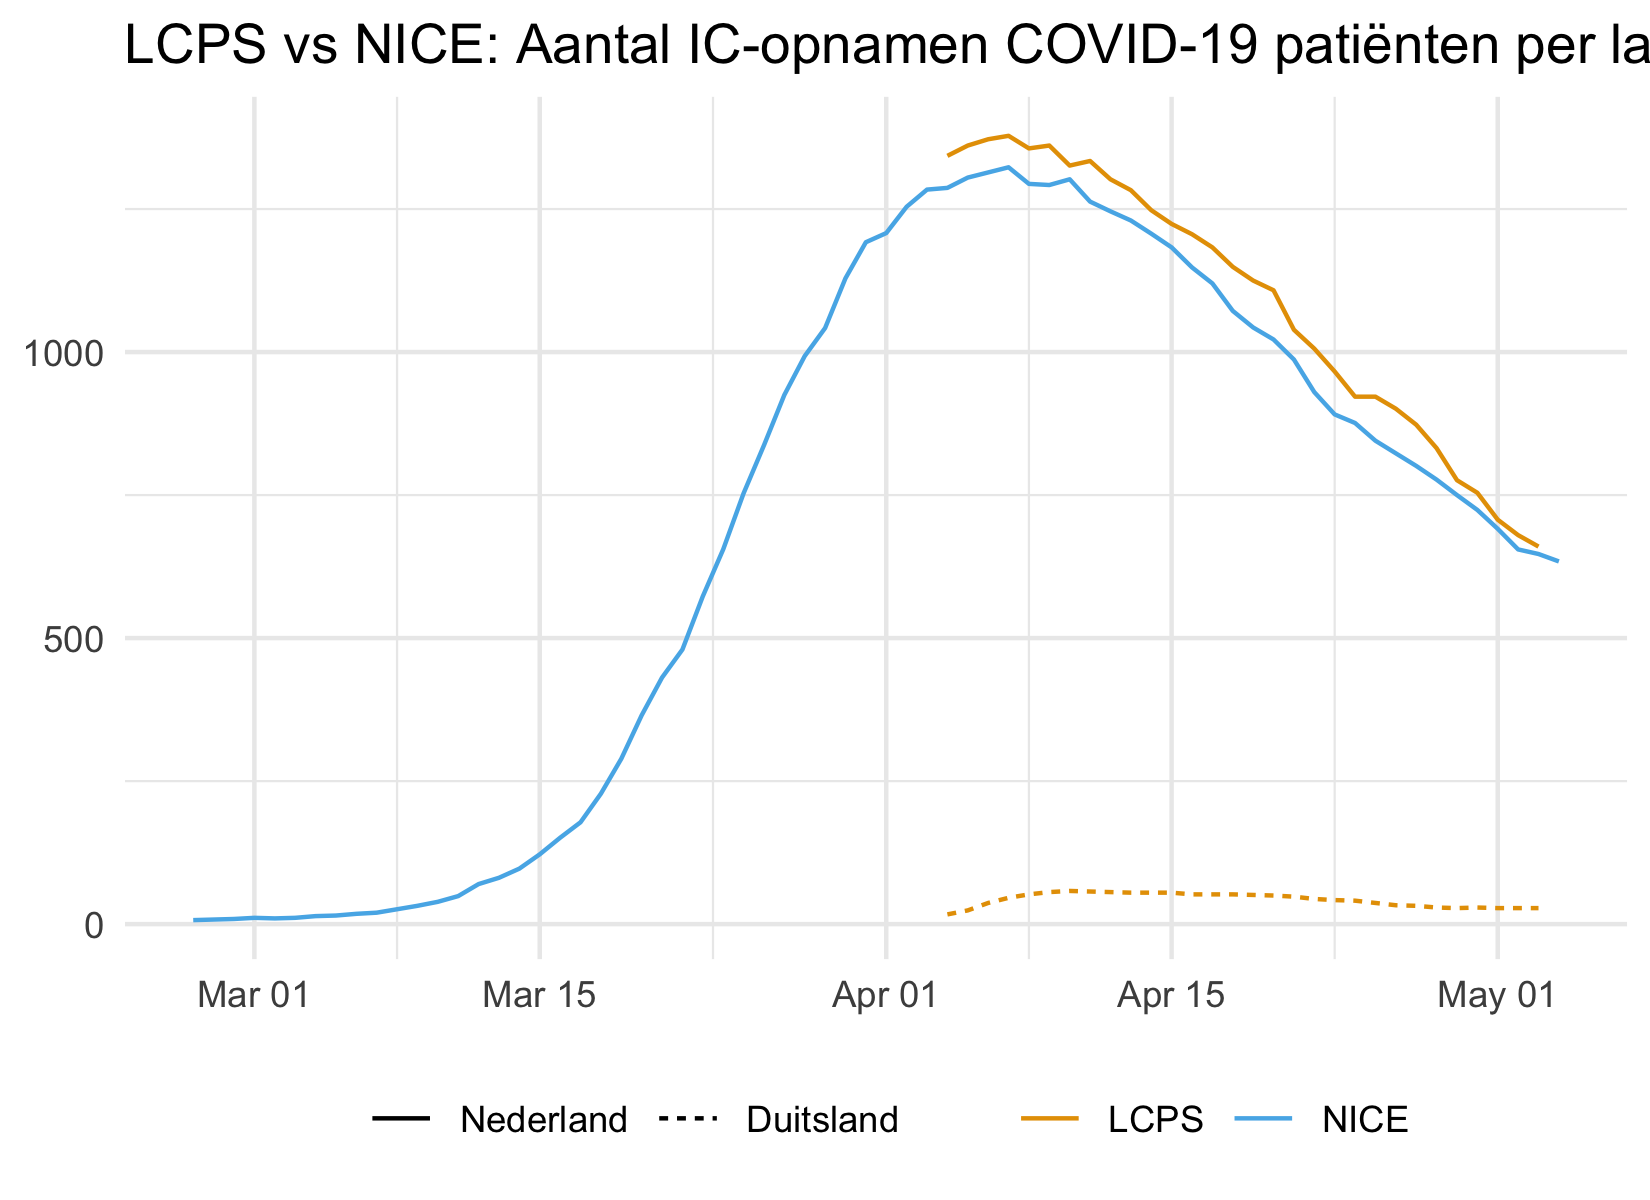 LCPS vs NICE: Aantal IC-opnamen COVID-19 patiënten per la
1000
500
0
Mar 01 Mar 15 Apr 01 Apr 15 May 01
Nederland Duitsland LCPS NICE